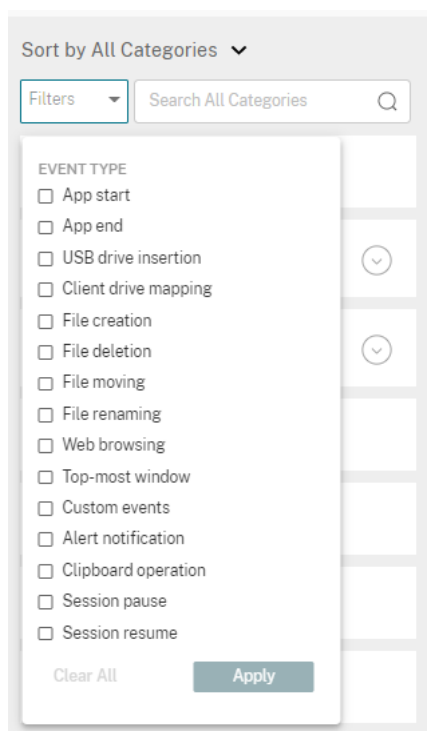 Sort by All Categories
Filters
Search All Categories
EVENT TYPE
App start
App end
USB drive insertion
Client drive mapping
File creation
File deletion
File moving
File renaming
Web browsing
Top-most window
Custom events
Alert notification
Clipboard operation
Session pause
Session resume
Clear All
Apply